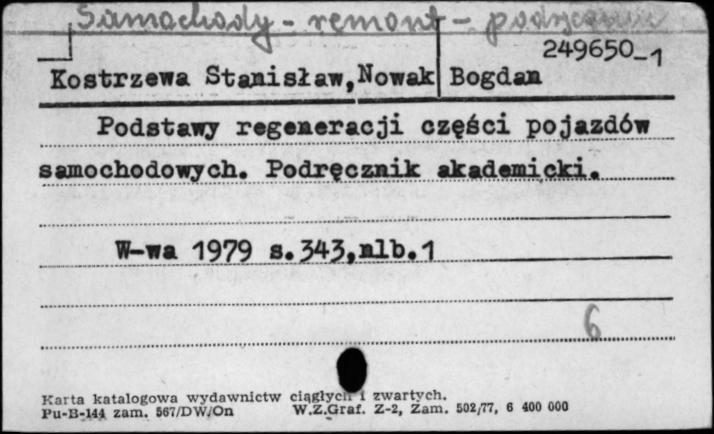 Samochody - remont -
249650_1
Kostrzewa Stanisław, Nowak Bogdan
Podstawy regeneracji części pojazdów
samochodowych. Podręcznik akademicki.
W-wa 1979 s.343,nlb.1
6
Karta katalogowa wydawnictw ciągłych i zwartych.
Pu-B-144 zam. 567/DW/On W.Z.Graf. Z-2, Zam. 502/77, 6 400 000